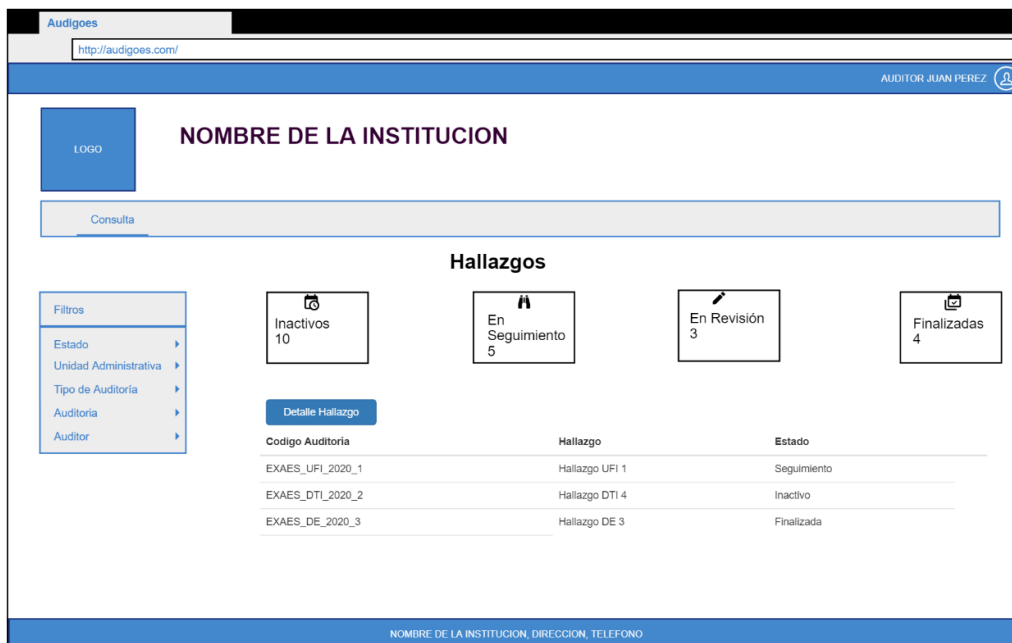 Audigoes
http://audigoes.com/
AUDITOR JUAN PEREZ
LOGO
NOMBRE DE LA INSTITUCION
Consulta
Hallazgos
Filtros
Estado
Unidad Administrativa
Tipo de Auditoría
Auditoria
Auditor
Inactivos
10
En
Seguimiento
5
En Revisión
3
Finalizadas
4
Detalle Hallazgo
Codigo Auditoria Hallazgo Estado
EXAES_UFI_2020_1 Hallazgo UFI 1 Seguimiento
EXAES_DTI_2020_2 Hallazgo DTI 4 Inactivo
EXAES_DE_2020_3 Hallazgo DE 3 Finalizada
NOMBRE DE LA INSTITUCION, DIRECCION, TELEFONO